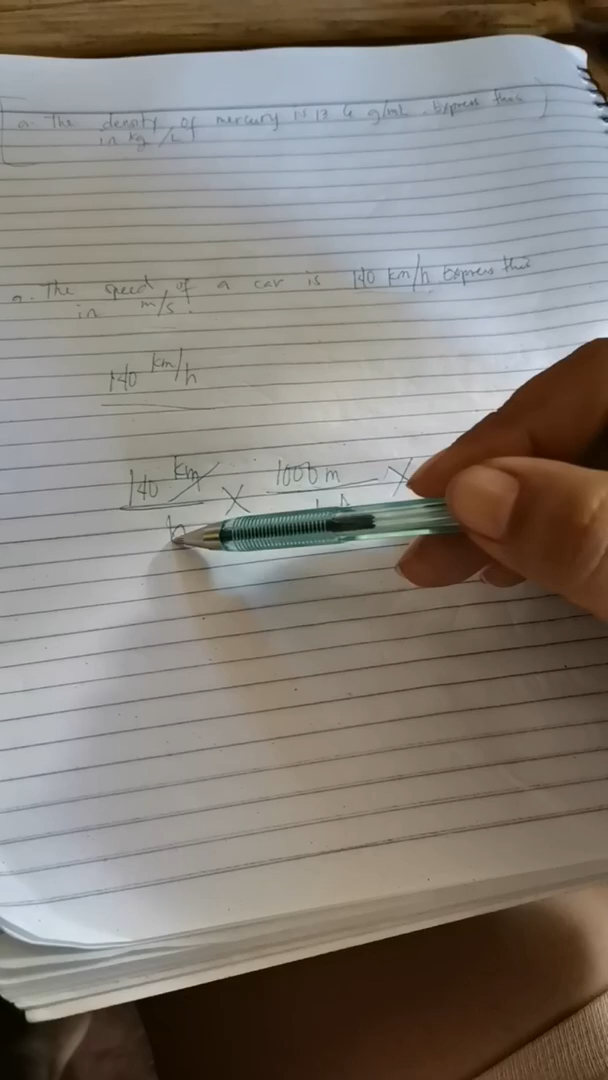 a. The density of mercury is 13.6 g/mL. Express this
in kg/L
a. The speed of a car is 140 km/h. Express this
in m/s.
140 km/h
140 km X 1000 m X
h